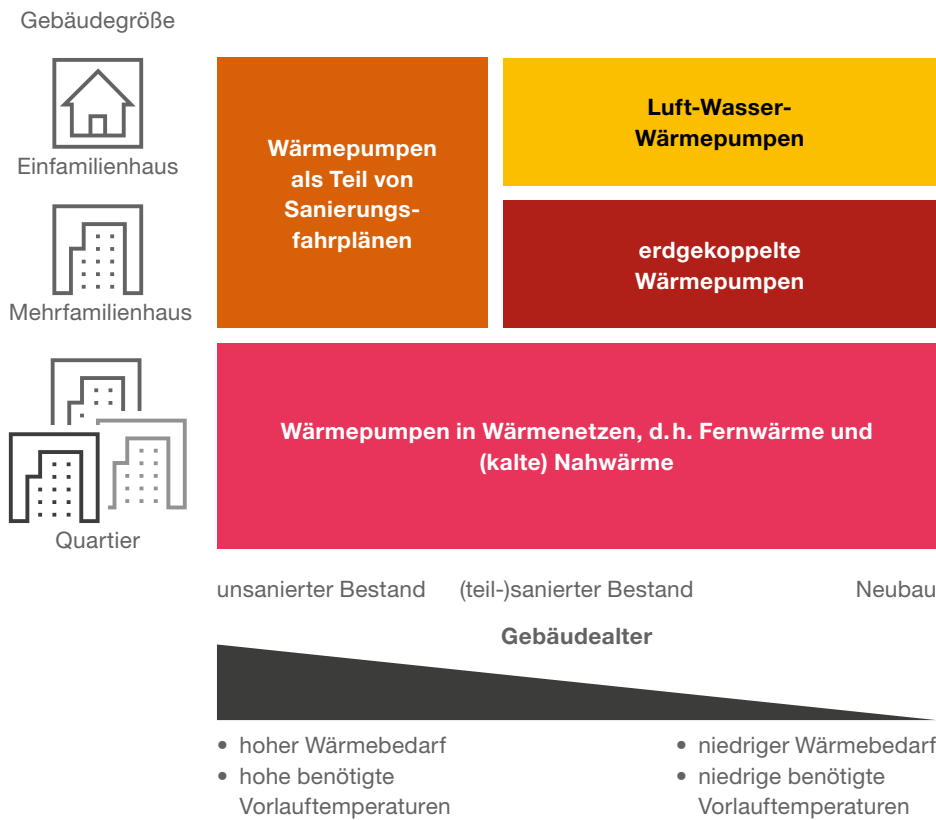 Gebäudegröße
Einfamilienhaus
Wärmepumpen
als Teil von
Sanierungs-
fahrplänen
Luft-Wasser-
Wärmepumpen
Mehrfamilienhaus
erdgekoppelte
Wärmepumpen
Quartier
Wärmepumpen in Wärmenetzen, d.h. Fernwärme und
(kalte) Nahwärme
unsanierter Bestand (teil-)sanierter Bestand Neubau
Gebäudealter
• hoher Wärmebedarf
• hohe benötigte
Vorlauftemperaturen
• niedriger Wärmebedarf
• niedrige benötigte
Vorlauftemperaturen